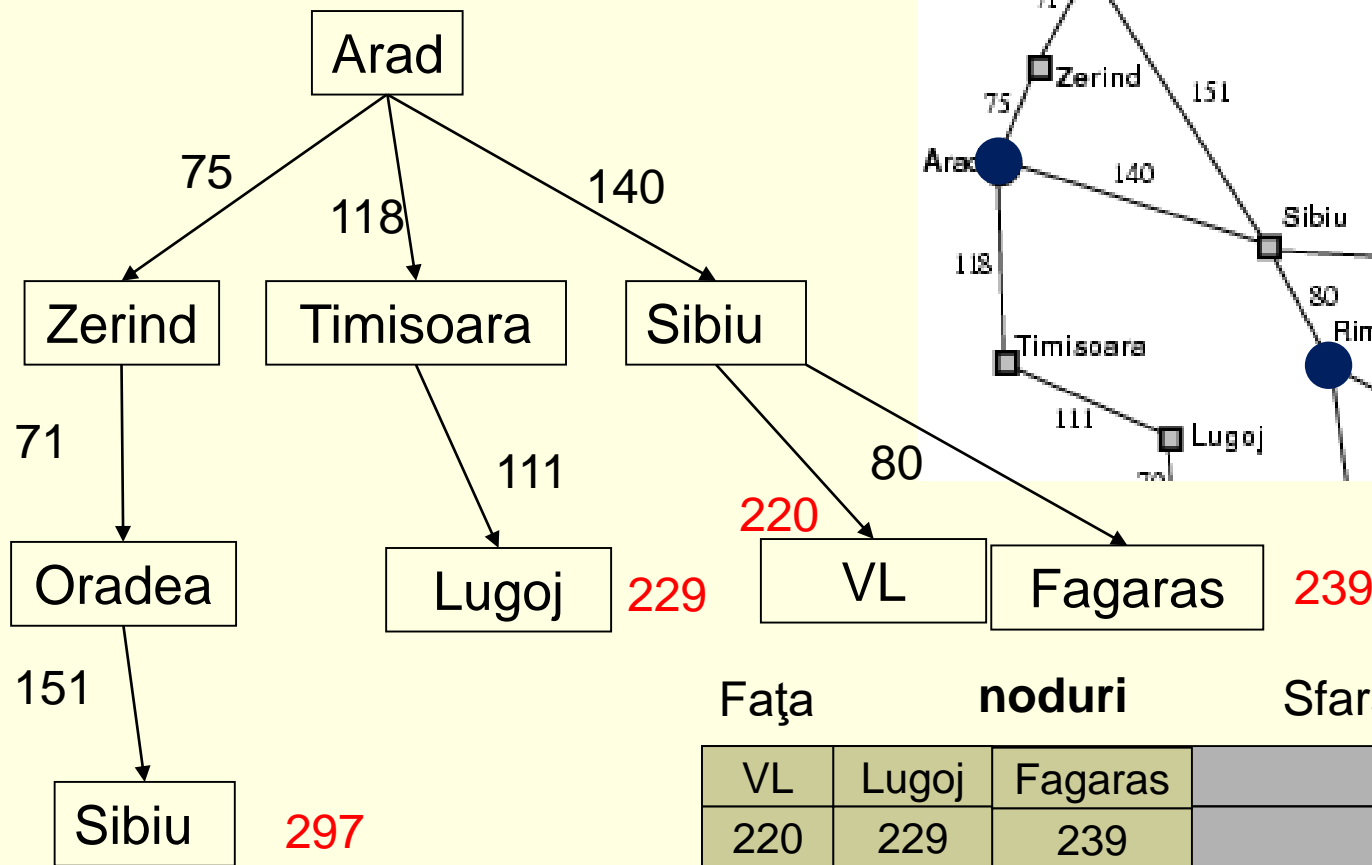 Arad
75
118
140
Zerind
Timisoara
Sibiu
71
111
80
220
Oradea
Lugoj
229
VL
Fagaras
239
151
Sibiu
297
Zerind
75
151
Arad
140
Sibiu
118
80
Timisoara
111
Lugoj
Faţa noduri
VL Lugoj Fagaras
220 229 239